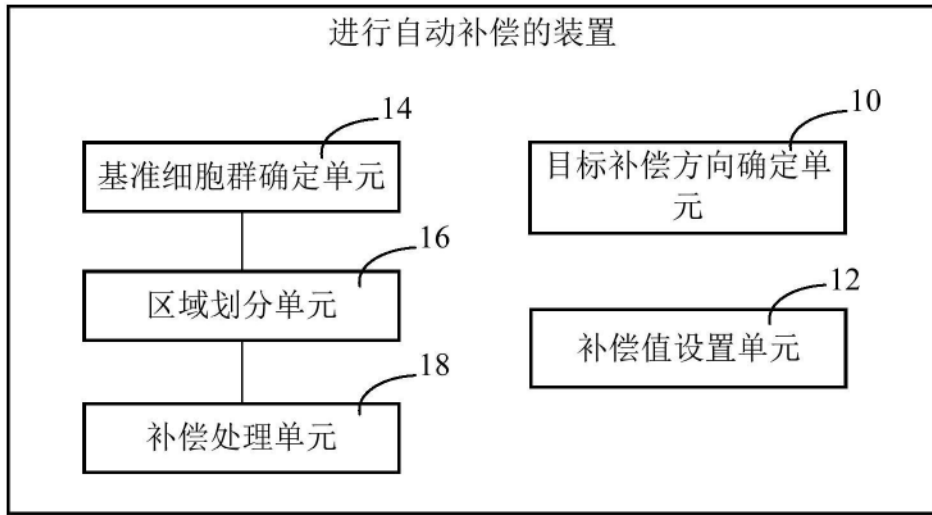 进行自动补偿的装置
14
基准细胞群确定单元
16
区域划分单元
18
补偿处理单元
10
目标补偿方向确定单
元
12
补偿值设置单元